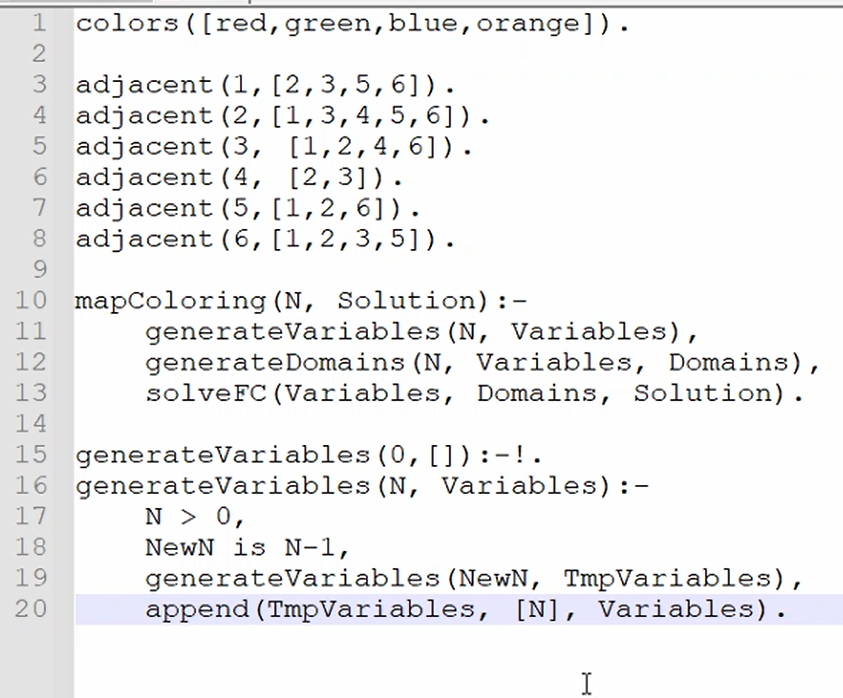 1 colors([red,green,blue,orange]).
2
3 adjacent(1,[2,3,5,6]).
4 adjacent(2,[1,3,4,5,6]).
5 adjacent(3, [1,2,4,6]).
6 adjacent(4, [2,3]).
7 adjacent(5,[1,2,6]).
8 adjacent(6,[1,2,3,5]).
9
10 mapColoring(N, Solution):-
11     generateVariables(N, Variables),
12     generateDomains(N, Variables, Domains),
13     solveFC(Variables, Domains, Solution).
14
15 generateVariables(0,[]):-!.
16 generateVariables(N, Variables):-
17     N > 0,
18     NewN is N-1,
19     generateVariables(NewN, TmpVariables),
20     append(TmpVariables, [N], Variables).